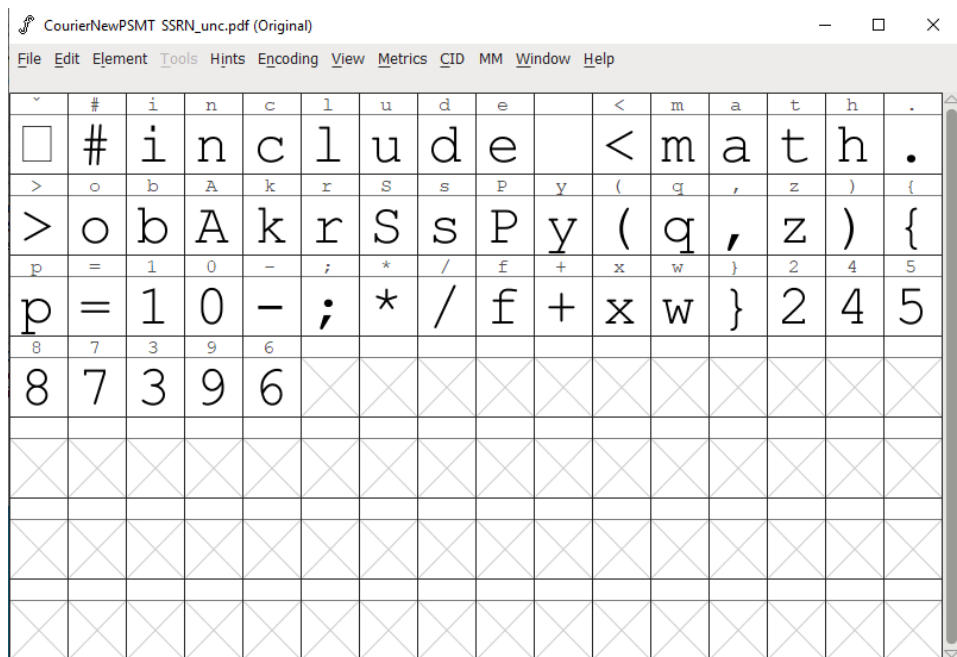 CourierNewPSMT SSRN_unc.pdf (Original)
File Edit Element Tools Hints Encoding View Metrics CID MM Window Help
ˇ # i n c l u d e < m a t h .
# i n c l u d e < m a t h .
> o b A k r S s P y ( q , z ) {
> o b A k r S s P y ( q , z ) {
p = 1 0 - ; * / f + x w } 2 4 5
p = 1 0 - ; * / f + x w } 2 4 5
8 7 3 9 6
8 7 3 9 6